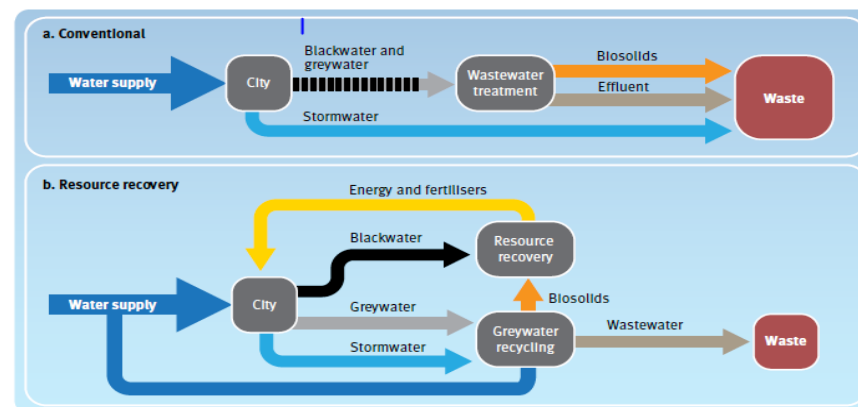 a. Conventional
Blackwater and
greywater
Biosolids
Water supply
City
Wastewater
treatment
Effluent
Waste
Stormwater
b. Resource recovery
Energy and fertilisers
Blackwater
Resource
recovery
Water supply
City
Biosolids
Greywater
Greywater
recycling
Wastewater
Waste
Stormwater